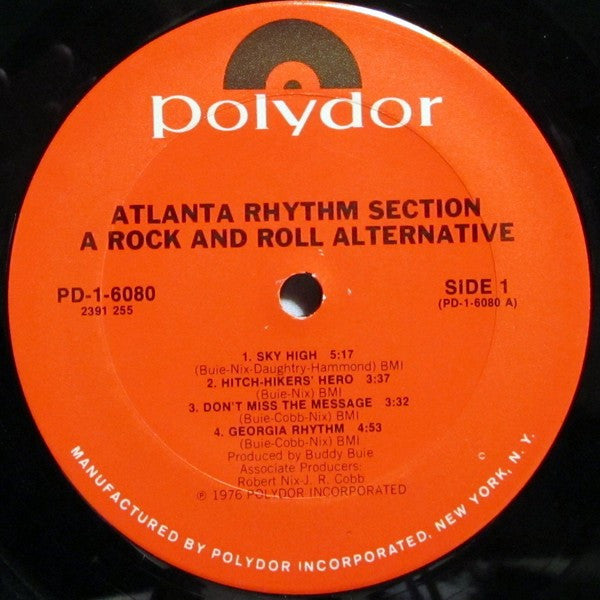 polydor
ATLANTA RHYTHM SECTION
A ROCK AND ROLL ALTERNATIVE
PD-1-6080
2391 255
SIDE 1
(PD-1-6080 A)
1. SKY HIGH 5:17
(Buie-Nix-Daughtry-Hammond) BMI
2. HITCH-HIKERS' HERO 3:37
(Buie-Nix) BMI
3. DON'T MISS THE MESSAGE 3:32
(Buie-Cobb-Nix) BMI
4. GEORGIA RHYTHM 4:53
(Buie-Cobb-Nix) BMI
Produced by Buddy Buie
Associate Producers:
Robert Nix-J. R. Cobb
℗ 1976 POLYDOR INCORPORATED
MANUFACTURED BY POLYDOR INCORPORATED, NEW YORK, N. Y.